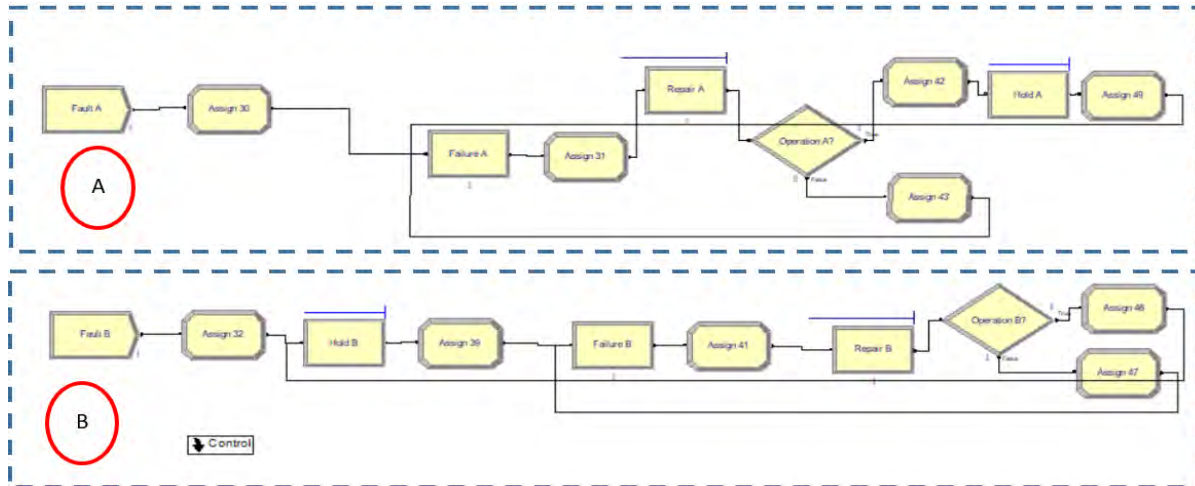 Fault A
Assign 30
Failure A
Assign 31
Repair A
Operation A?
True
False
Assign 42
Hold A
Assign 49
Assign 43
A
Fault B
Assign 32
Hold B
Assign 39
Failure B
Assign 41
Repair B
Operation B?
True
False
Assign 46
Assign 47
B
Control